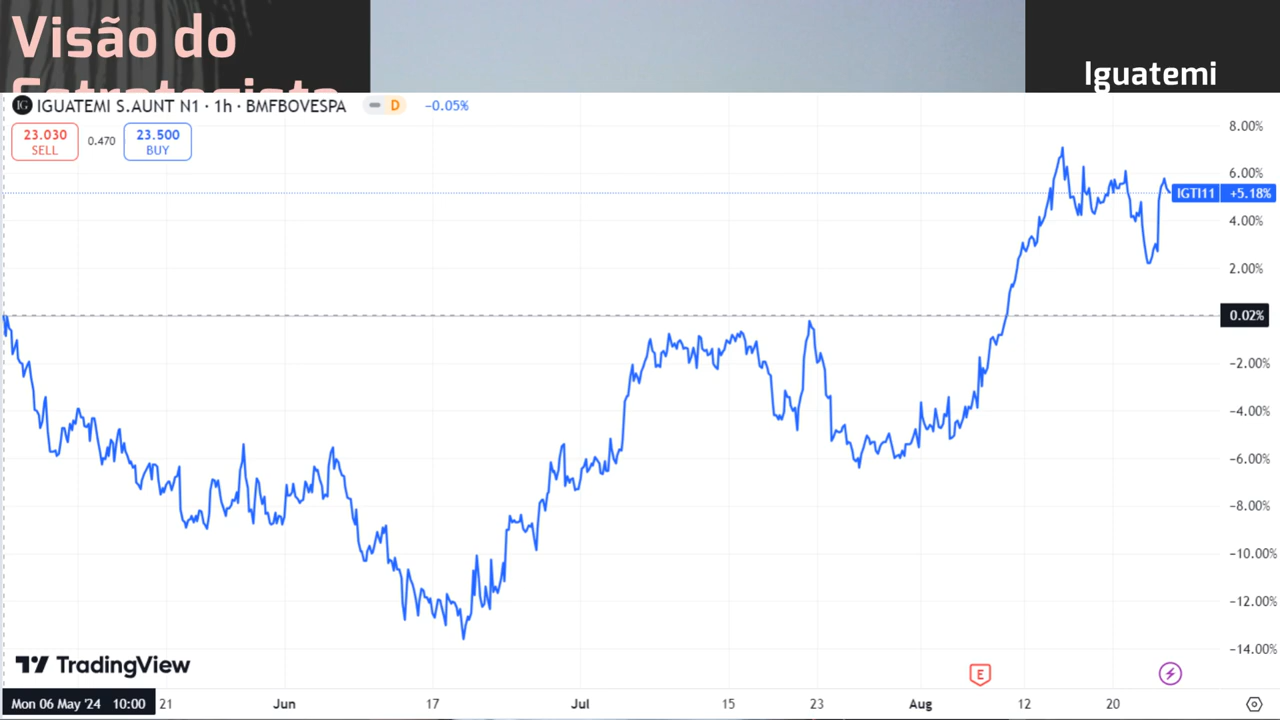 Visão do
Estrategista
Iguatemi
IG IGUATEMI S.A UNT N1 · 1h · BMFBOVESPA D −0.05%
23.030 SELL 0.470 23.500 BUY
8.00%
6.00%
IGTI11 +5.18%
4.00%
2.00%
0.02%
−2.00%
−4.00%
−6.00%
−8.00%
−10.00%
−12.00%
−14.00%
E
TradingView
Mon 06 May '24 10:00 21 Jun 17 Jul 15 23 Aug 12 20